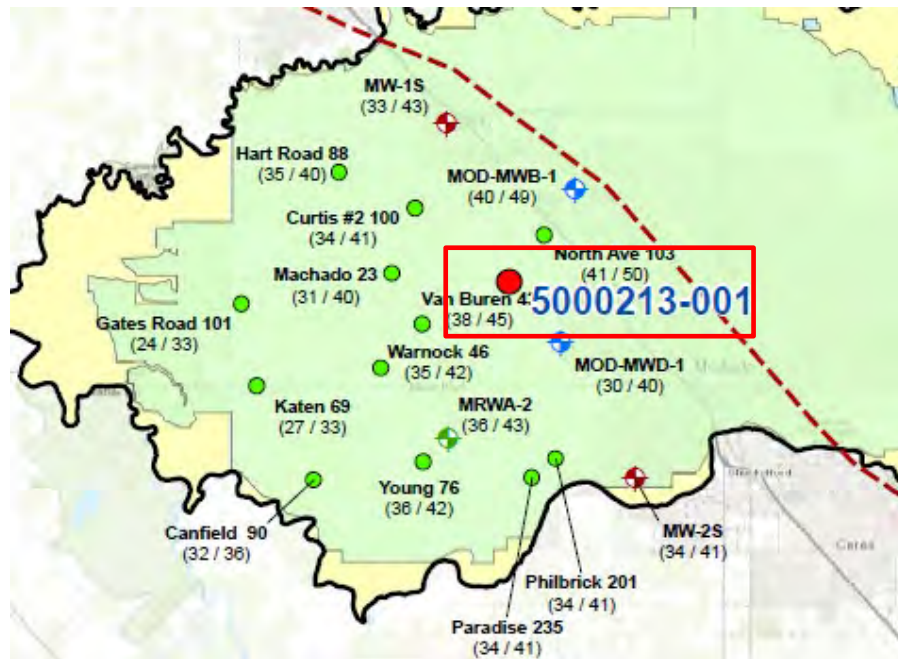 MW-1S
(33 / 43)
Hart Road 88
(35 / 40)
MOD-MWB-1
(40 / 49)
Curtis #2 100
(34 / 41)
North Ave 103
(41 / 50)
Machado 23
(31 / 40)
Van Buren
(38 / 45)
5000213-001
Gates Road 101
(24 / 33)
Warnock 46
(35 / 42)
MOD-MWD-1
(30 / 40)
Katen 69
(27 / 33)
MRWA-2
(36 / 43)
Young 76
(36 / 42)
Canfield 90
(32 / 36)
MW-2S
(34 / 41)
Philbrick 201
(34 / 41)
Paradise 235
(34 / 41)
Ceres